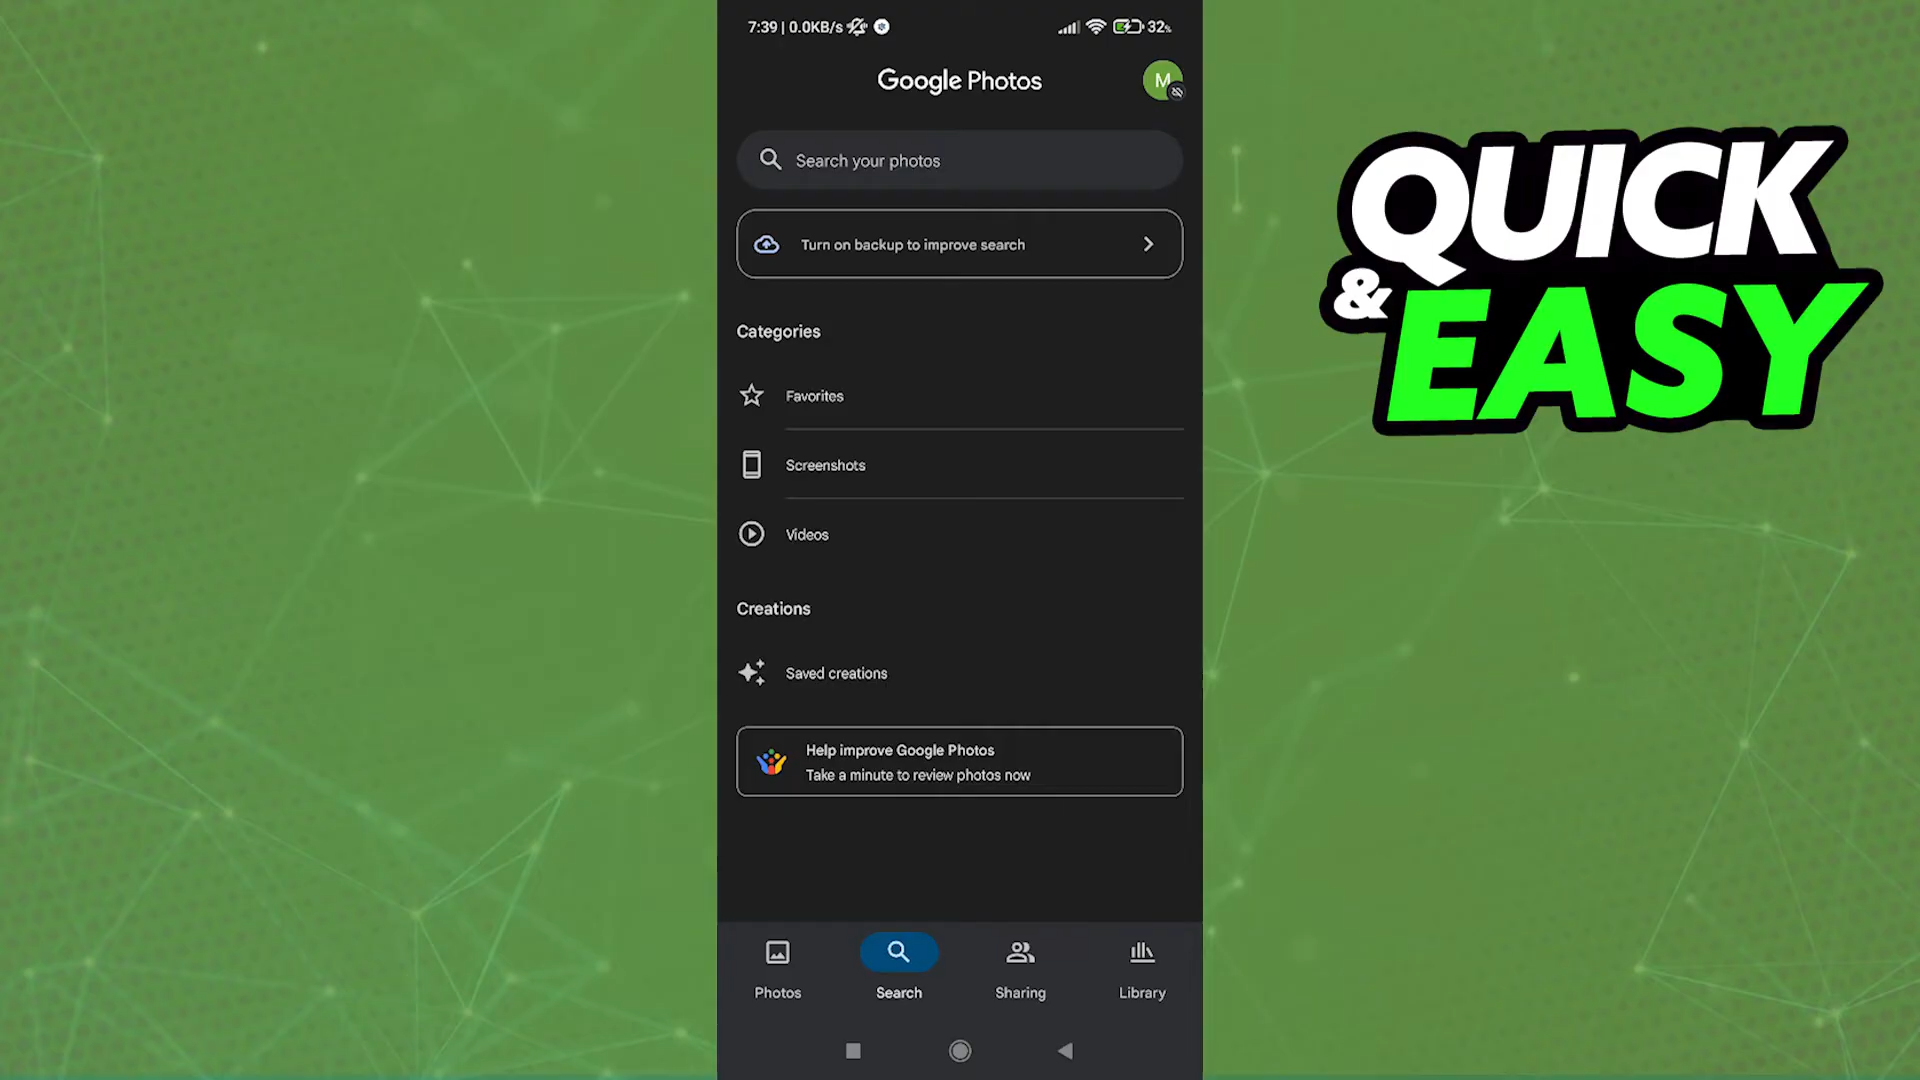 7:39 | 0.0KB/s 32%
Google Photos
M
Search your photos
Turn on backup to improve search
Categories
Favorites
Screenshots
Videos
Creations
Saved creations
Help improve Google Photos
Take a minute to review photos now
Photos Search Sharing Library
QUICK
& EASY